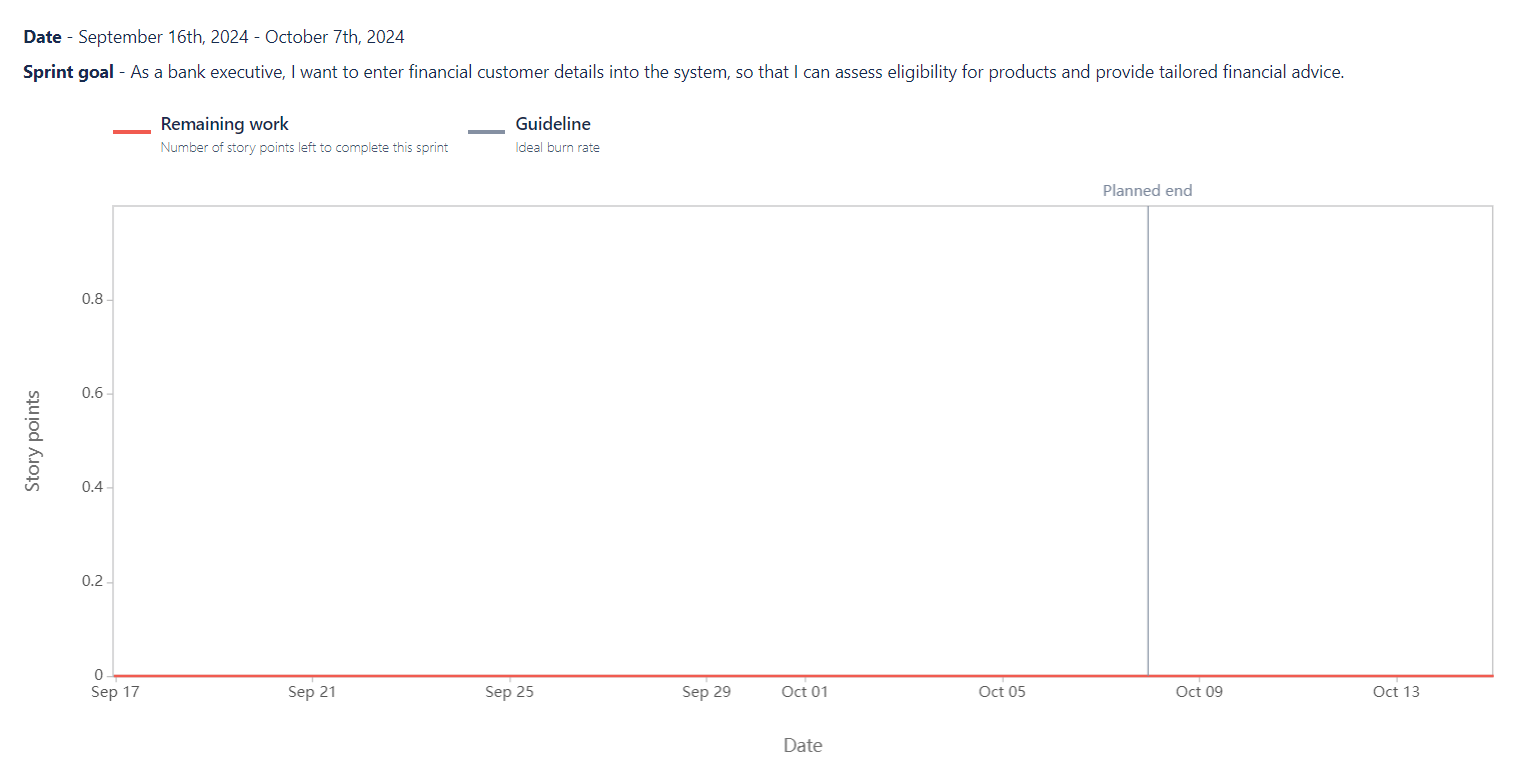 Date - September 16th, 2024 - October 7th, 2024
Sprint goal - As a bank executive, I want to enter financial customer details into the system, so that I can assess eligibility for products and provide tailored financial advice.
Remaining work
Number of story points left to complete this sprint
Guideline
Ideal burn rate
Planned end
Story points
0.8
0.6
0.4
0.2
0
Sep 17 Sep 21 Sep 25 Sep 29 Oct 01 Oct 05 Oct 09 Oct 13
Date